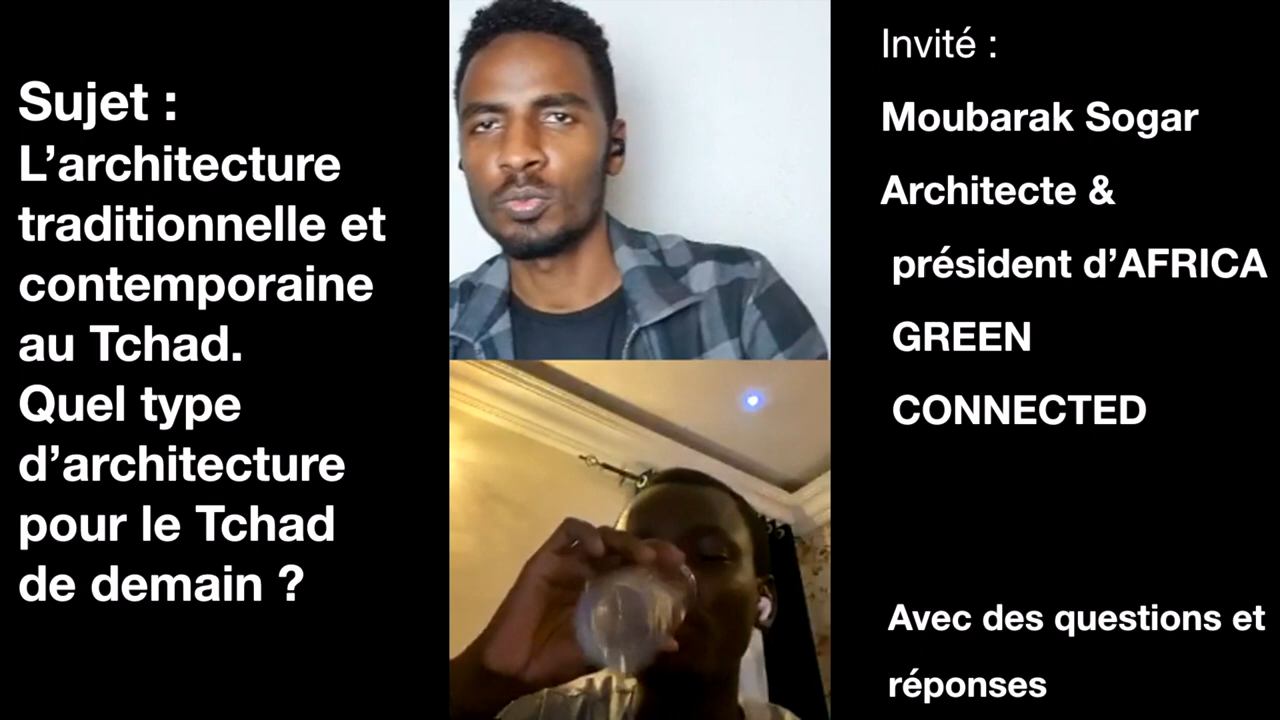 Sujet :
L’architecture
traditionnelle et
contemporaine
au Tchad.
Quel type
d’architecture
pour le Tchad
de demain ?
Invité :
Moubarak Sogar
Architecte &
président d’AFRICA
GREEN
CONNECTED
Avec des questions et
réponses